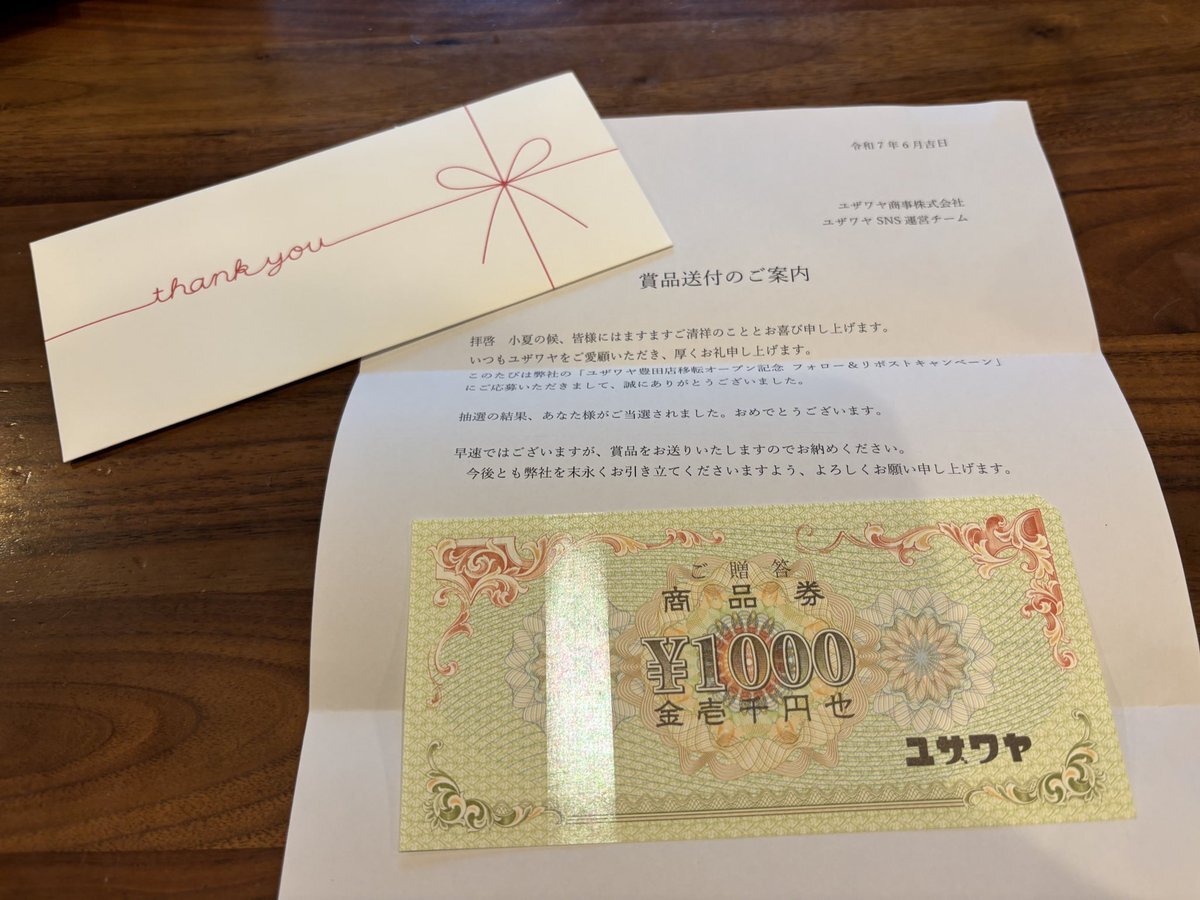 thank you
令和7年6月吉日
ユザワヤ商事株式会社
ユザワヤSNS運営チーム
賞品送付のご案内
拝啓　小夏の候、皆様にはますますご清祥のこととお喜び申し上げます。
いつもユザワヤをご愛顧いただき、厚くお礼申し上げます。
このたびは弊社の「ユザワヤ豊田店移転オープン記念 フォロー＆リポストキャンペーン」
にご応募いただきまして、誠にありがとうございました。
抽選の結果、あなた様がご当選されました。おめでとうございます。
早速ではございますが、賞品をお送りいたしますのでお納めください。
今後とも弊社を末永くお引き立てくださいますよう、よろしくお願い申し上げます。
ご贈答
商品券
¥1000
金壱千円也
ユザワヤ